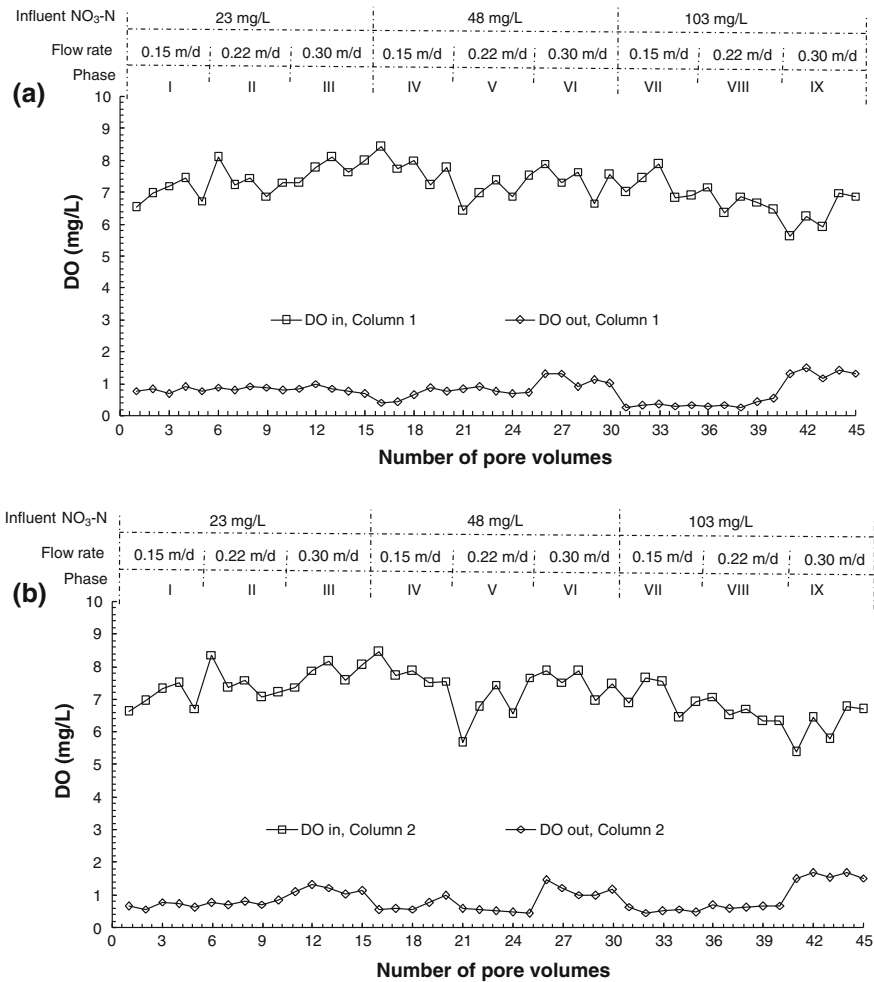 Influent NO3-N 23 mg/L 48 mg/L 103 mg/L
Flow rate 0.15 m/d 0.22 m/d 0.30 m/d 0.15 m/d 0.22 m/d 0.30 m/d 0.15 m/d 0.22 m/d 0.30 m/d
Phase I II III IV V VI VII VIII IX
(a)
10
9
8
7
6
5
4
3
2
1
0
DO (mg/L)
DO in, Column 1 DO out, Column 1
0 3 6 9 12 15 18 21 24 27 30 33 36 39 42 45
Number of pore volumes
Influent NO3-N 23 mg/L 48 mg/L 103 mg/L
Flow rate 0.15 m/d 0.22 m/d 0.30 m/d 0.15 m/d 0.22 m/d 0.30 m/d 0.15 m/d 0.22 m/d 0.30 m/d
Phase I II III IV V VI VII VIII IX
(b)
10
9
8
7
6
5
4
3
2
1
0
DO (mg/L)
DO in, Column 2 DO out, Column 2
0 3 6 9 12 15 18 21 24 27 30 33 36 39 42 45
Number of pore volumes